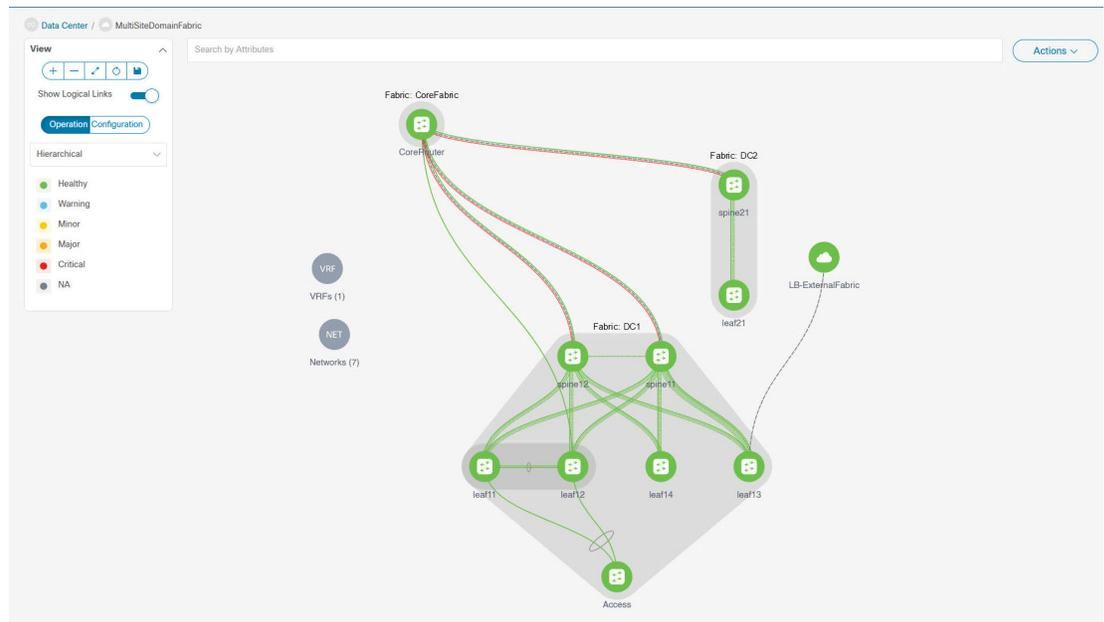 Data Center / MultiSiteDomainFabric
View
Search by Attributes
Actions
Show Logical Links
Operation Configuration
Hierarchical
Healthy
Warning
Minor
Major
Critical
NA
Fabric: CoreFabric
CoreRouter
Fabric: DC2
spine21
leaf21
LB-ExternalFabric
VRF
VRFs (1)
NET
Networks (7)
Fabric: DC1
spine12
spine11
leaf11
leaf12
leaf14
leaf13
Access